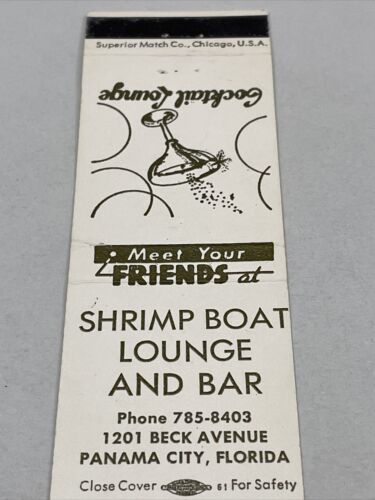 Superior Match Co., Chicago, U.S.A.
Cocktail Lounge
Meet Your
FRIENDS at
SHRIMP BOAT
LOUNGE
AND BAR
Phone 785-8403
1201 BECK AVENUE
PANAMA CITY, FLORIDA
Close Cover 61 For Safety